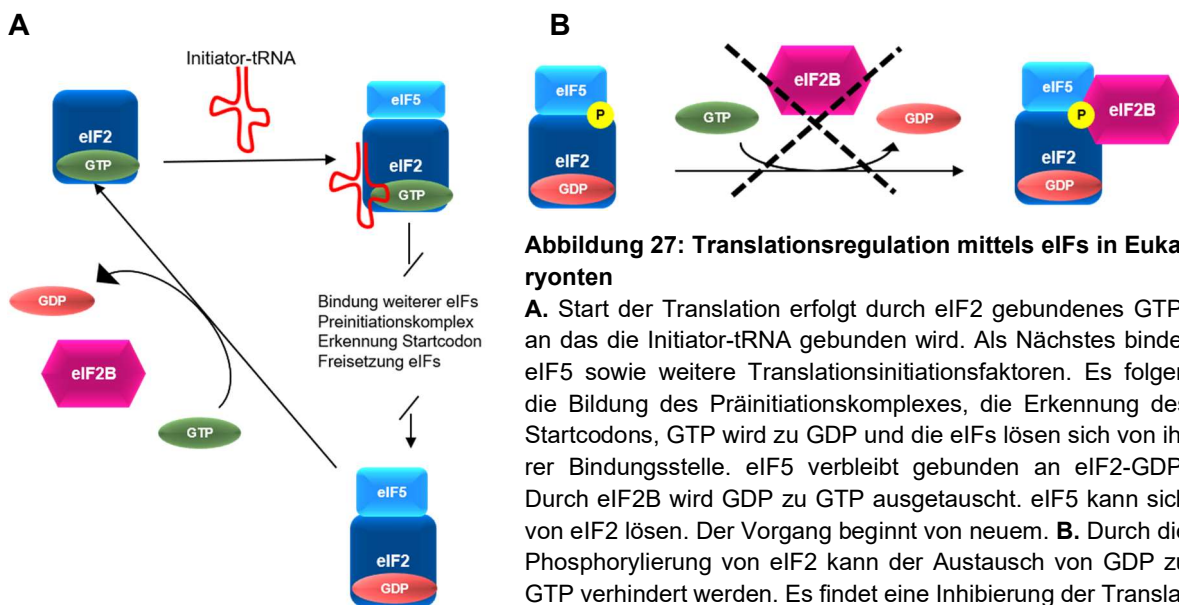 A
Initiator-tRNA
eIF2
GTP
eIF5
eIF2
GTP
GDP
eIF2B
GTP
Bindung weiterer eIFs
Preinitiationskomplex
Erkennung Startcodon
Freisetzung eIFs
eIF5
eIF2
GDP
B
eIF5
P
eIF2
GDP
GTP
eIF2B
GDP
eIF5
P
eIF2B
eIF2
GDP
Abbildung 27: Translationsregulation mittels eIFs in Euka
ryonten
A. Start der Translation erfolgt durch eIF2 gebundenes GTP
an das die Initiator-tRNA gebunden wird. Als Nächstes binde
eIF5 sowie weitere Translationsinitiationsfaktoren. Es folgen
die Bildung des Präinitiationskomplexes, die Erkennung des
Startcodons, GTP wird zu GDP und die eIFs lösen sich von ih
rer Bindungsstelle. eIF5 verbleibt gebunden an eIF2-GDP
Durch eIF2B wird GDP zu GTP ausgetauscht. eIF5 kann sich
von eIF2 lösen. Der Vorgang beginnt von neuem. B. Durch die
Phosphorylierung von eIF2 kann der Austausch von GDP zu
GTP verhindert werden. Es findet eine Inhibierung der Transla